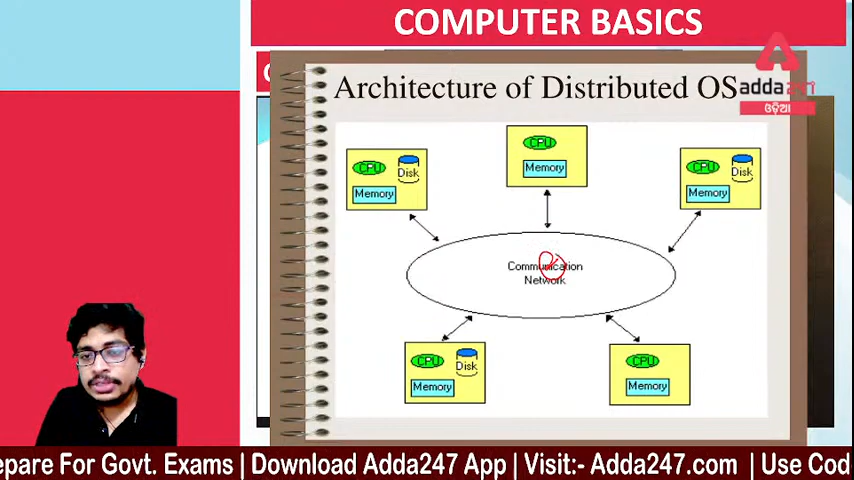 COMPUTER BASICS
Architecture of Distributed OS
adda247
ଓଡ଼ିଆ
CPU
Memory
CPU
Disk
Memory
CPU
Disk
Memory
Communication
Network
CPU
Disk
Memory
CPU
Memory
epare For Govt. Exams | Download Adda247 App | Visit:- Adda247.com | Use Cod